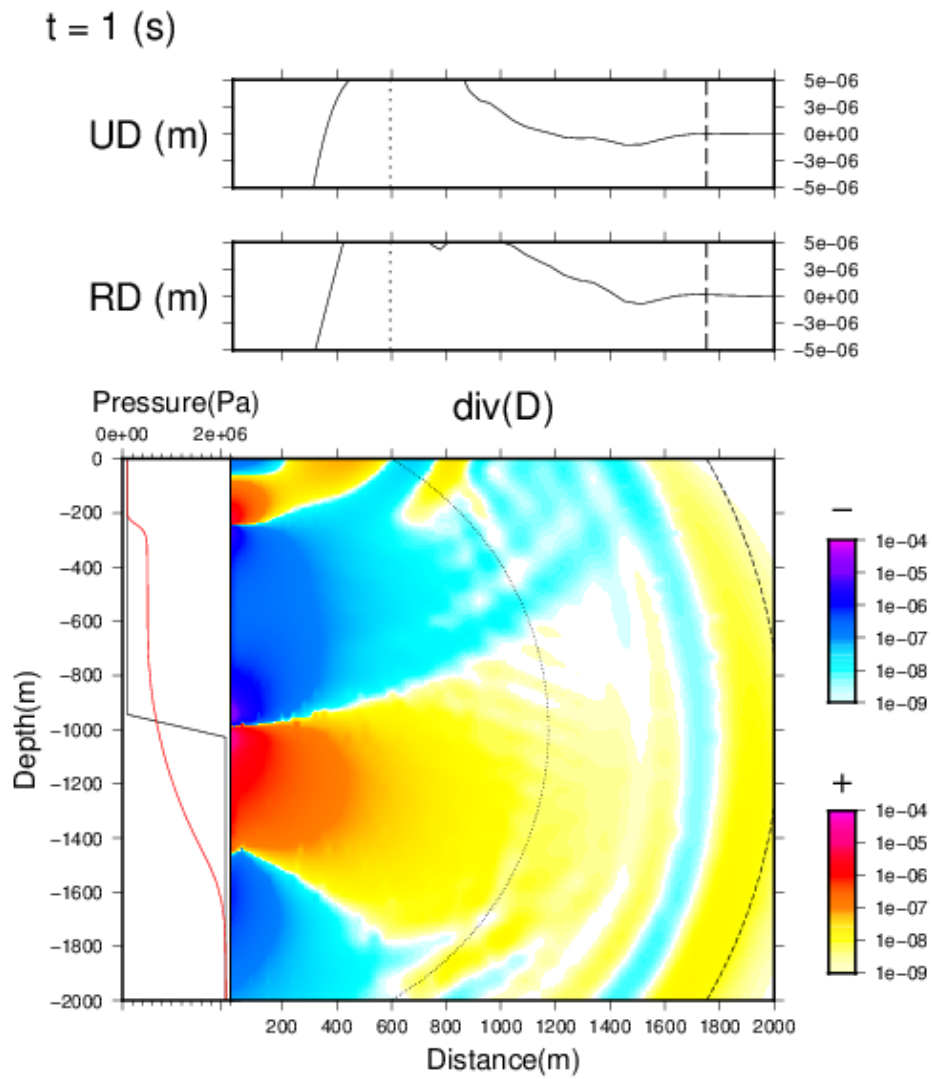 t = 1 (s)
UD (m)
5e−06
3e−06
0e+00
−3e−06
−5e−06
RD (m)
5e−06
3e−06
0e+00
−3e−06
−5e−06
Pressure(Pa)
0e+00 2e+06
div(D)
Depth(m)
0
−200
−400
−600
−800
−1000
−1200
−1400
−1600
−1800
−2000
200 400 600 800 1000 1200 1400 1600 1800 2000
Distance(m)
−
1e−04
1e−05
1e−06
1e−07
1e−08
1e−09
+
1e−04
1e−05
1e−06
1e−07
1e−08
1e−09